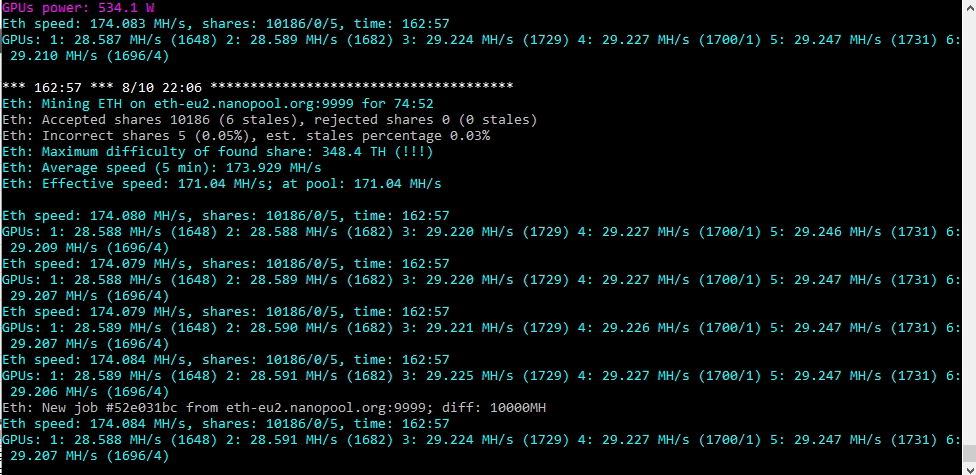 GPUs power: 534.1 W
Eth speed: 174.083 MH/s, shares: 10186/0/5, time: 162:57
GPUs: 1: 28.587 MH/s (1648) 2: 28.589 MH/s (1682) 3: 29.224 MH/s (1729) 4: 29.227 MH/s (1700/1) 5: 29.247 MH/s (1731) 6:
29.210 MH/s (1696/4)
*** 162:57 *** 8/10 22:06 **************************************
Eth: Mining ETH on eth-eu2.nanopool.org:9999 for 74:52
Eth: Accepted shares 10186 (6 stales), rejected shares 0 (0 stales)
Eth: Incorrect shares 5 (0.05%), est. stales percentage 0.03%
Eth: Maximum difficulty of found share: 348.4 TH (!!!)
Eth: Average speed (5 min): 173.929 MH/s
Eth: Effective speed: 171.04 MH/s; at pool: 171.04 MH/s
Eth speed: 174.080 MH/s, shares: 10186/0/5, time: 162:57
GPUs: 1: 28.588 MH/s (1648) 2: 28.588 MH/s (1682) 3: 29.220 MH/s (1729) 4: 29.227 MH/s (1700/1) 5: 29.246 MH/s (1731) 6:
29.209 MH/s (1696/4)
Eth speed: 174.079 MH/s, shares: 10186/0/5, time: 162:57
GPUs: 1: 28.588 MH/s (1648) 2: 28.589 MH/s (1682) 3: 29.220 MH/s (1729) 4: 29.227 MH/s (1700/1) 5: 29.247 MH/s (1731) 6:
29.207 MH/s (1696/4)
Eth speed: 174.079 MH/s, shares: 10186/0/5, time: 162:57
GPUs: 1: 28.589 MH/s (1648) 2: 28.590 MH/s (1682) 3: 29.221 MH/s (1729) 4: 29.226 MH/s (1700/1) 5: 29.247 MH/s (1731) 6:
29.207 MH/s (1696/4)
Eth speed: 174.084 MH/s, shares: 10186/0/5, time: 162:57
GPUs: 1: 28.589 MH/s (1648) 2: 28.591 MH/s (1682) 3: 29.225 MH/s (1729) 4: 29.227 MH/s (1700/1) 5: 29.247 MH/s (1731) 6:
29.206 MH/s (1696/4)
Eth: New job #52e031bc from eth-eu2.nanopool.org:9999; diff: 10000MH
Eth speed: 174.084 MH/s, shares: 10186/0/5, time: 162:57
GPUs: 1: 28.588 MH/s (1648) 2: 28.591 MH/s (1682) 3: 29.224 MH/s (1729) 4: 29.227 MH/s (1700/1) 5: 29.247 MH/s (1731) 6:
29.207 MH/s (1696/4)